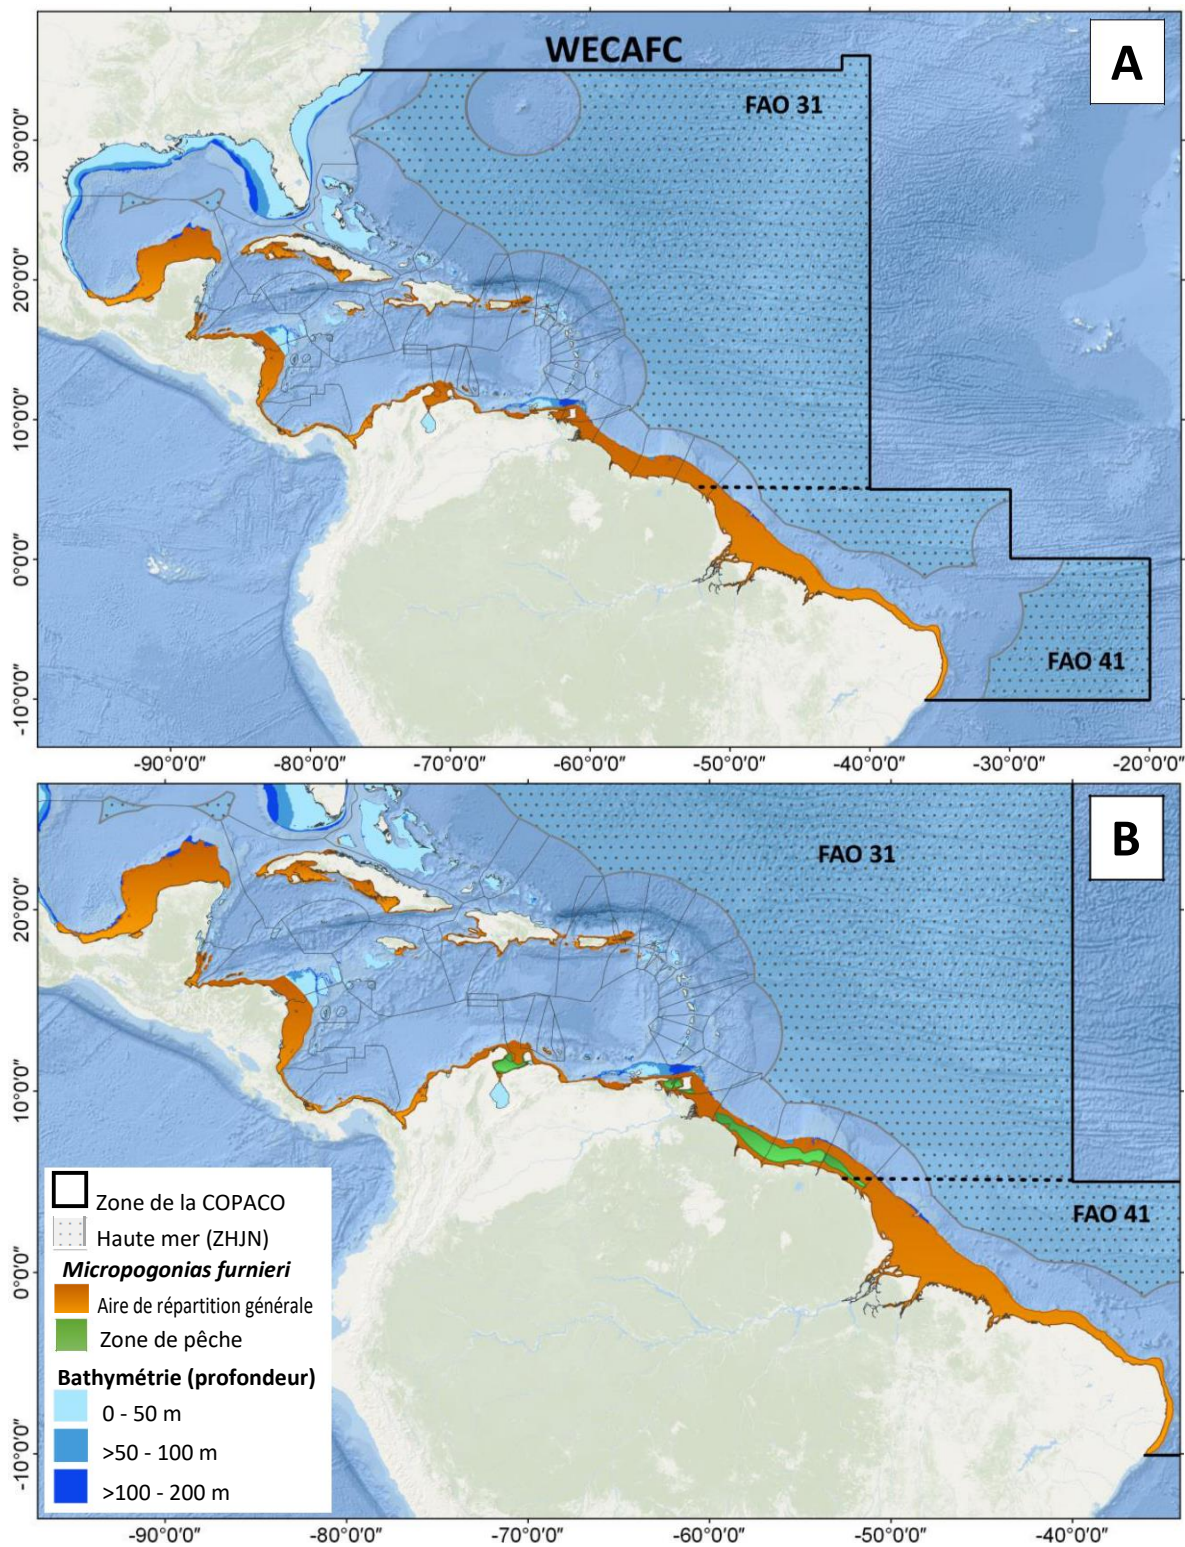 WECAFC
A
FAO 31
FAO 41
30°0'0"
20°0'0"
10°0'0"
0°0'0"
-10°0'0"
-90°0'0"
-80°0'0"
-70°0'0"
-60°0'0"
-50°0'0"
-40°0'0"
-30°0'0"
-20°0'0"
B
FAO 31
FAO 41
20°0'0"
10°0'0"
0°0'0"
-10°0'0"
Zone de la COPACO
Haute mer (ZHJN)
Micropogonias furnieri
Aire de répartition générale
Zone de pêche
Bathymétrie (profondeur)
0 - 50 m
>50 - 100 m
>100 - 200 m
-90°0'0"
-80°0'0"
-70°0'0"
-60°0'0"
-50°0'0"
-40°0'0"